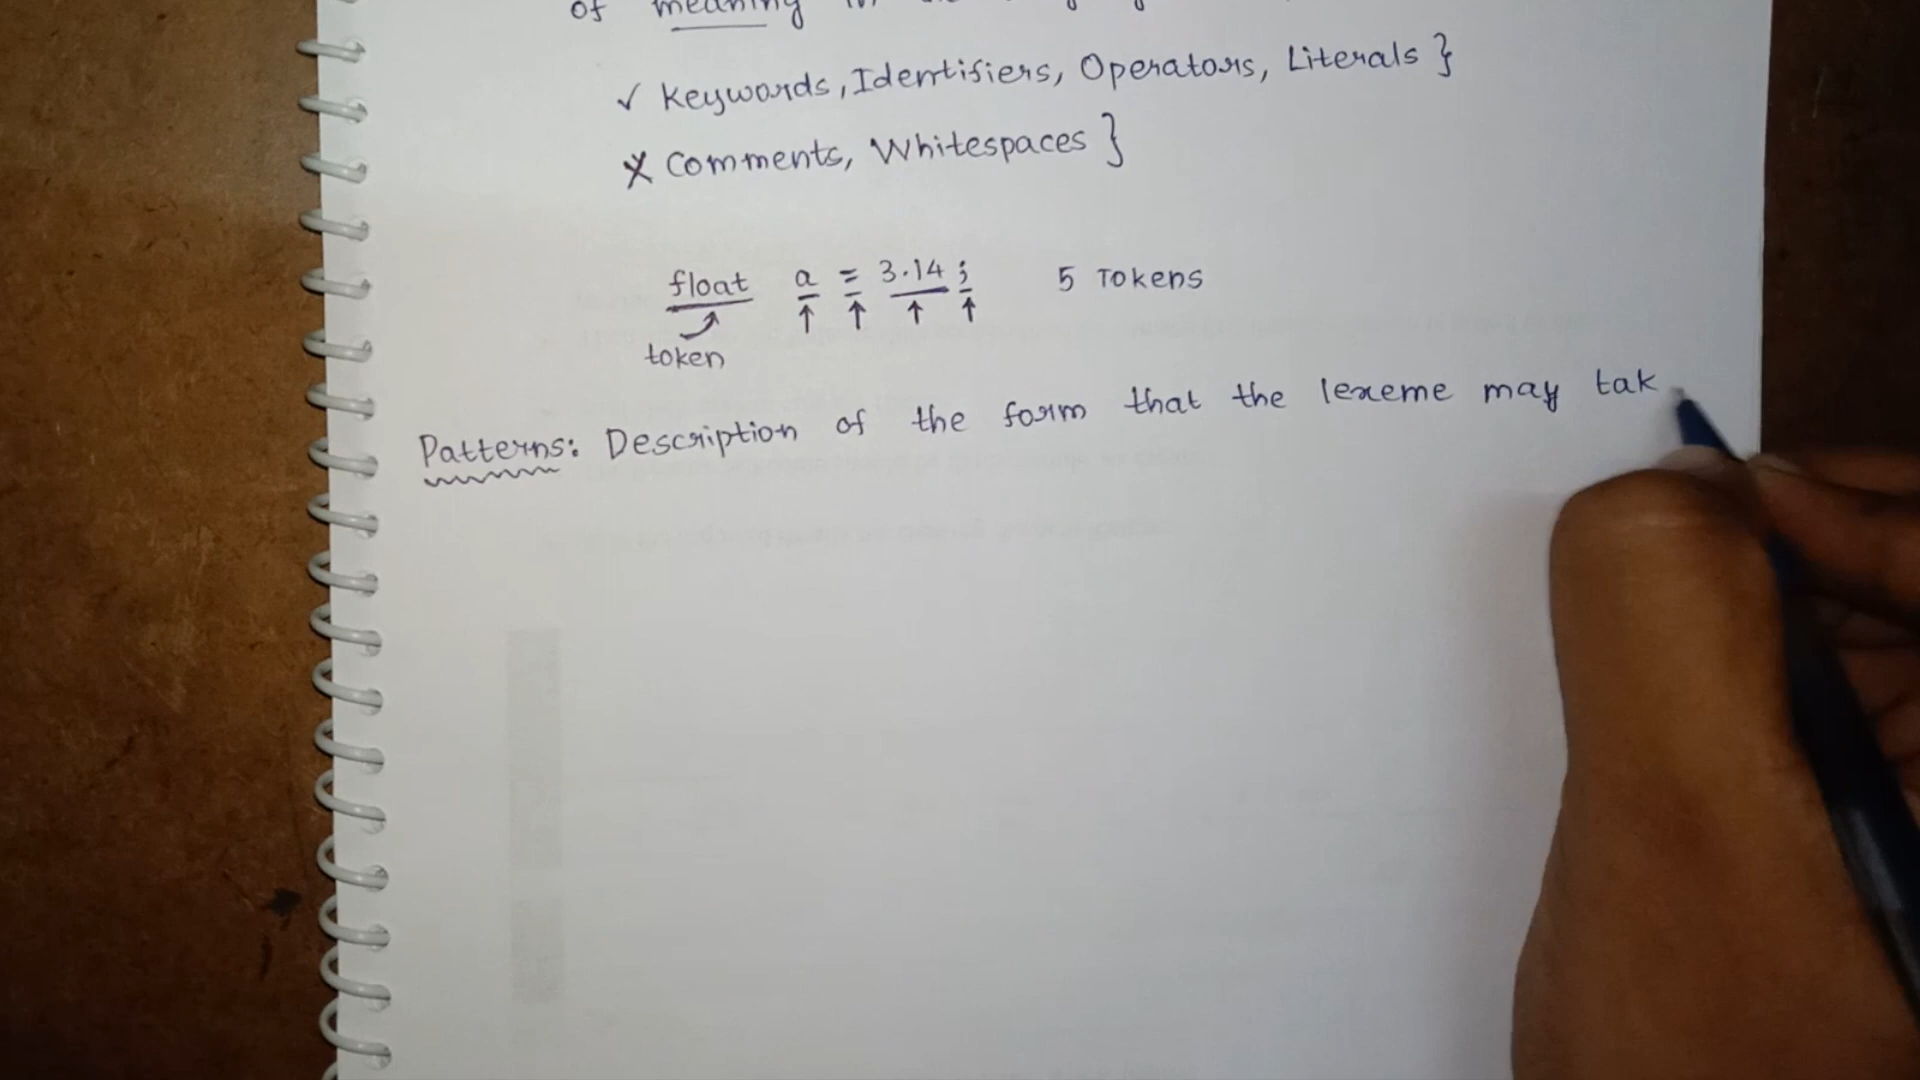 of meaning
✓ Keywords, Identifiers, Operators, Literals }
✗ Comments, Whitespaces }
float a = 3.14 ; 5 Tokens
token
Patterns: Description of the form that the lexeme may tak